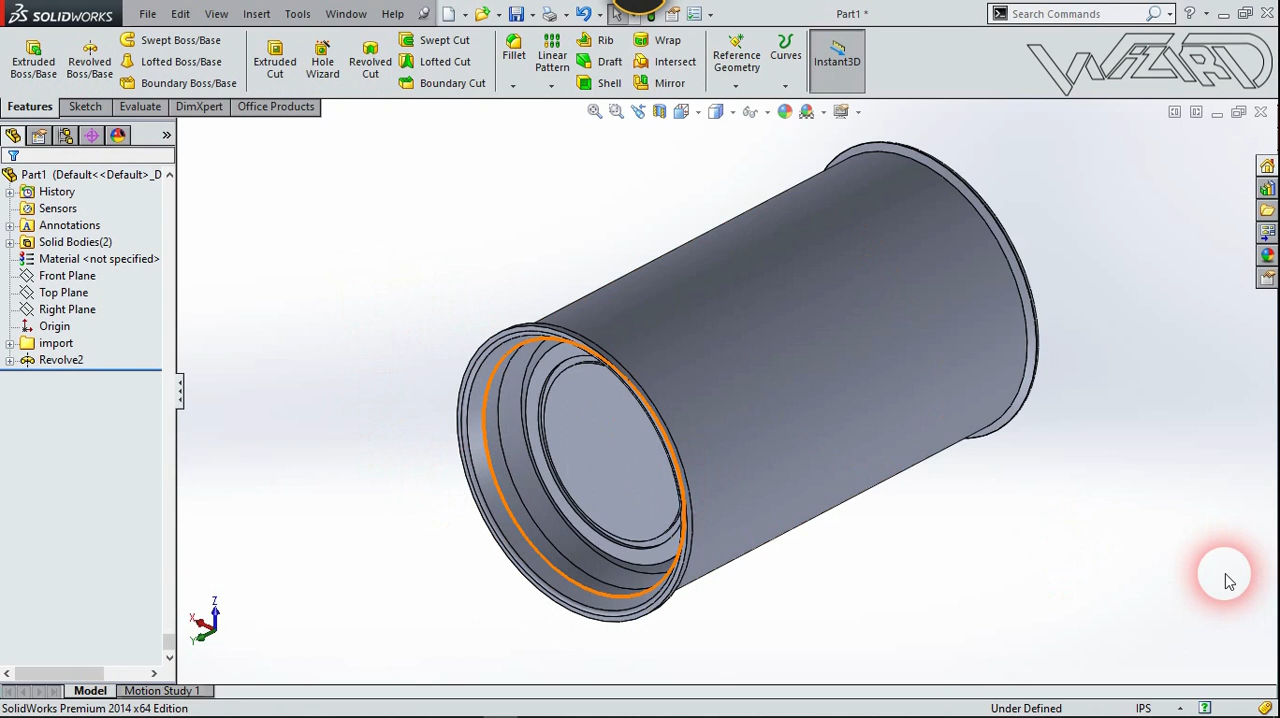 SOLIDWORKS File Edit View Insert Tools Window Help Part1 * Search Commands
Extruded Boss/Base
Revolved Boss/Base
Swept Boss/Base
Lofted Boss/Base
Boundary Boss/Base
Extruded Cut
Hole Wizard
Revolved Cut
Swept Cut
Lofted Cut
Boundary Cut
Fillet
Linear Pattern
Rib
Draft
Shell
Wrap
Intersect
Mirror
Reference Geometry
Curves
Instant3D
WIZARD
Features Sketch Evaluate DimXpert Office Products
Part1 (Default<<Default>_D
History
Sensors
Annotations
Solid Bodies(2)
Material <not specified>
Front Plane
Top Plane
Right Plane
Origin
import
Revolve2
Z
X
Y
Model Motion Study 1
SolidWorks Premium 2014 x64 Edition Under Defined IPS